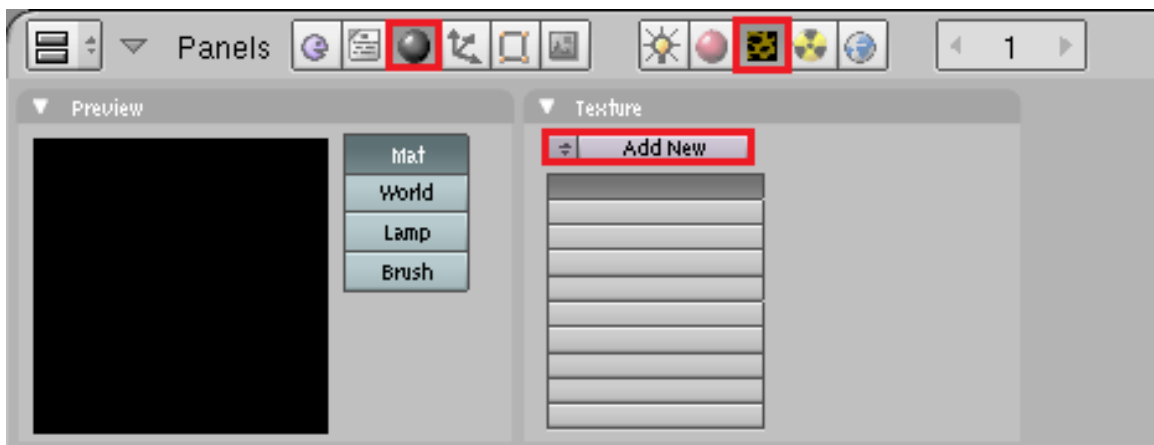 Panels 1
Preview
Texture
Add New
Mat
World
Lamp
Brush